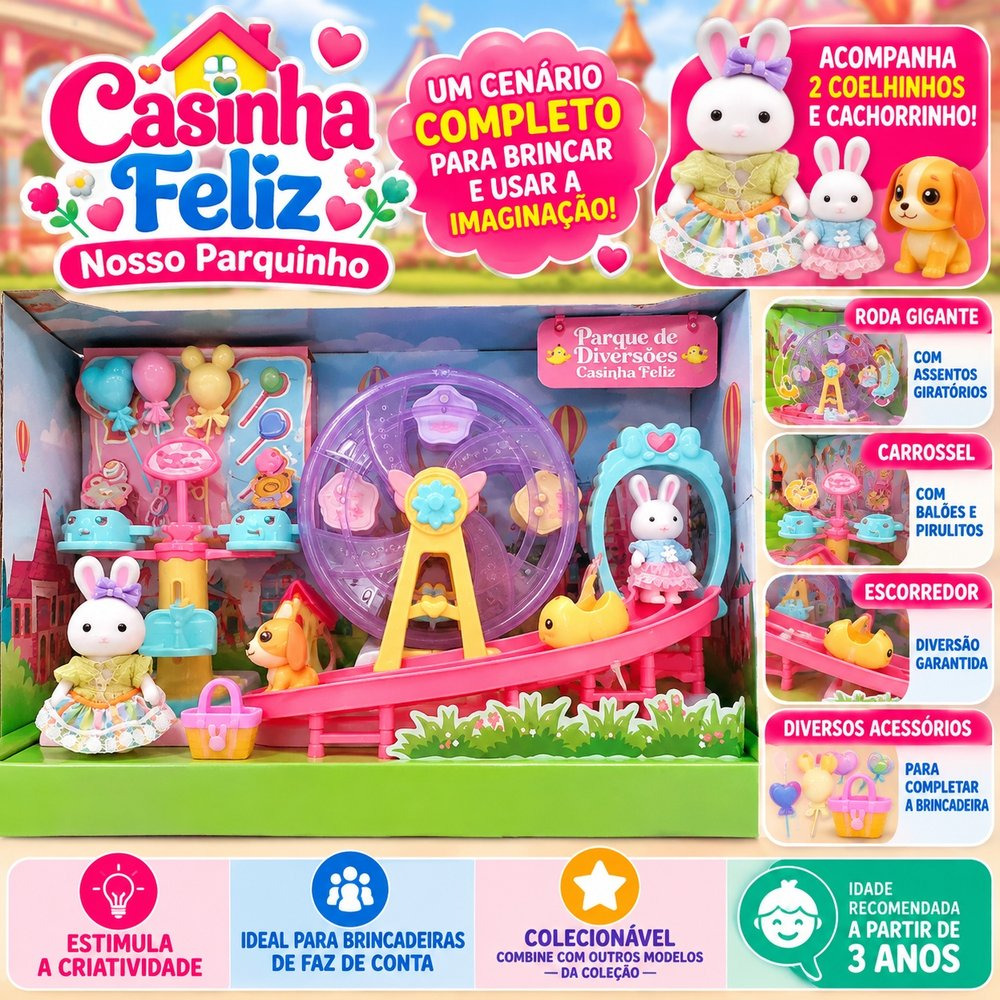 Casinha
Feliz
Nosso Parquinho
UM CENÁRIO
COMPLETO
PARA BRINCAR
E USAR A
IMAGINAÇÃO!
ACOMPANHA
2 COELHINHOS
E CACHORRINHO!
Parque de
Diversões
Casinha Feliz
RODA GIGANTE
COM
ASSENTOS
GIRATÓRIOS
CARROSSEL
COM
BALÕES E
PIRULITOS
ESCORREDOR
DIVERSÃO
GARANTIDA
DIVERSOS ACESSÓRIOS
PARA
COMPLETAR
A BRINCADEIRA
ESTIMULA
A CRIATIVIDADE
IDEAL PARA BRINCADEIRAS
DE FAZ DE CONTA
COLECIONÁVEL
COMBINE COM OUTROS MODELOS
— DA COLEÇÃO —
IDADE
RECOMENDADA
A PARTIR DE
3 ANOS